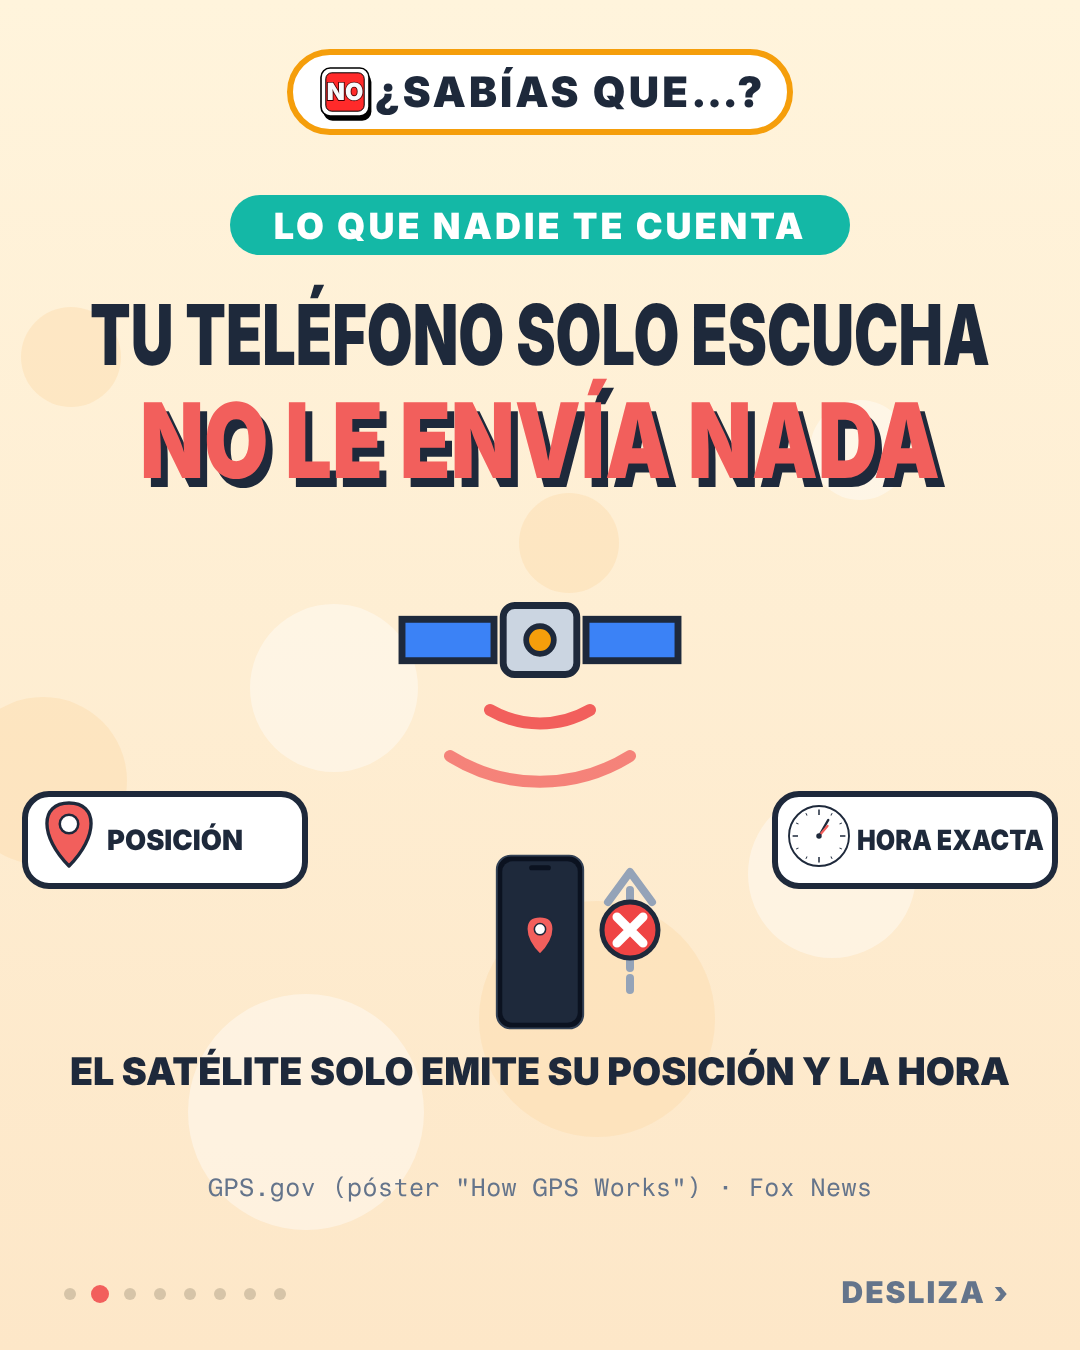 NO ¿SABÍAS QUE...?
LO QUE NADIE TE CUENTA
TU TELÉFONO SOLO ESCUCHA
NO LE ENVÍA NADA
POSICIÓN
HORA EXACTA
EL SATÉLITE SOLO EMITE SU POSICIÓN Y LA HORA
GPS.gov (póster "How GPS Works") · Fox News
DESLIZA ›